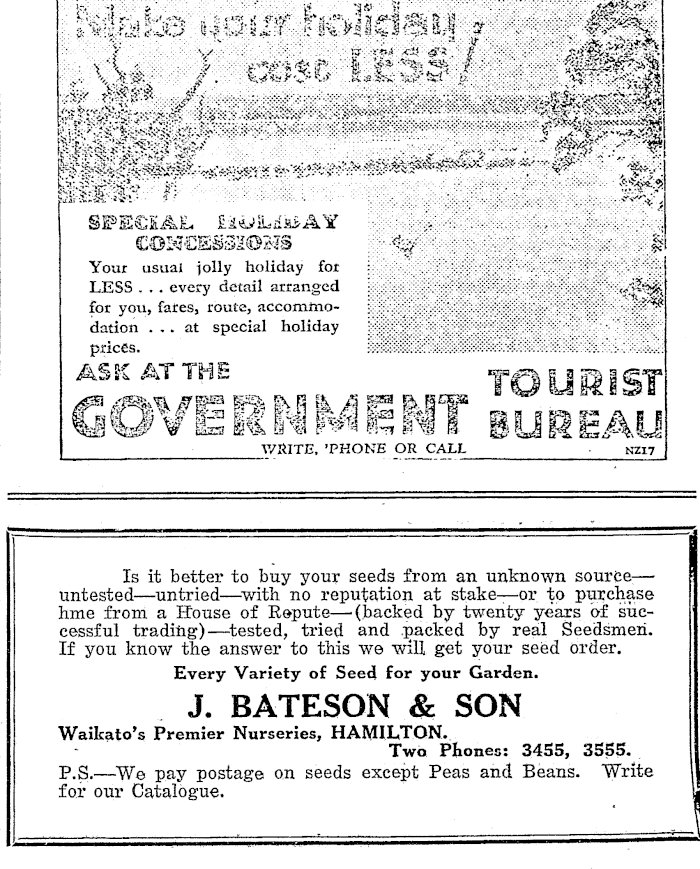 Make your holiday
cost LESS!
SPECIAL HOLIDAY
CONCESSIONS
Your usual jolly holiday for
LESS . . . every detail arranged
for you, fares, route, accommo-
dation . . . at special holiday
prices.
ASK AT THE
GOVERNMENT
TOURIST
BUREAU
WRITE, 'PHONE OR CALL
NZ17
Is it better to buy your seeds from an unknown source—
untested—untried—with no reputation at stake—or to purchase
hme from a House of Repute—(backed by twenty years of suc-
cessful trading)—tested, tried and packed by real Seedsmen.
If you know the answer to this we will get your seed order.
Every Variety of Seed for your Garden.
J. BATESON & SON
Waikato's Premier Nurseries, HAMILTON.
Two Phones: 3455, 3555.
P.S.—We pay postage on seeds except Peas and Beans. Write
for our Catalogue.